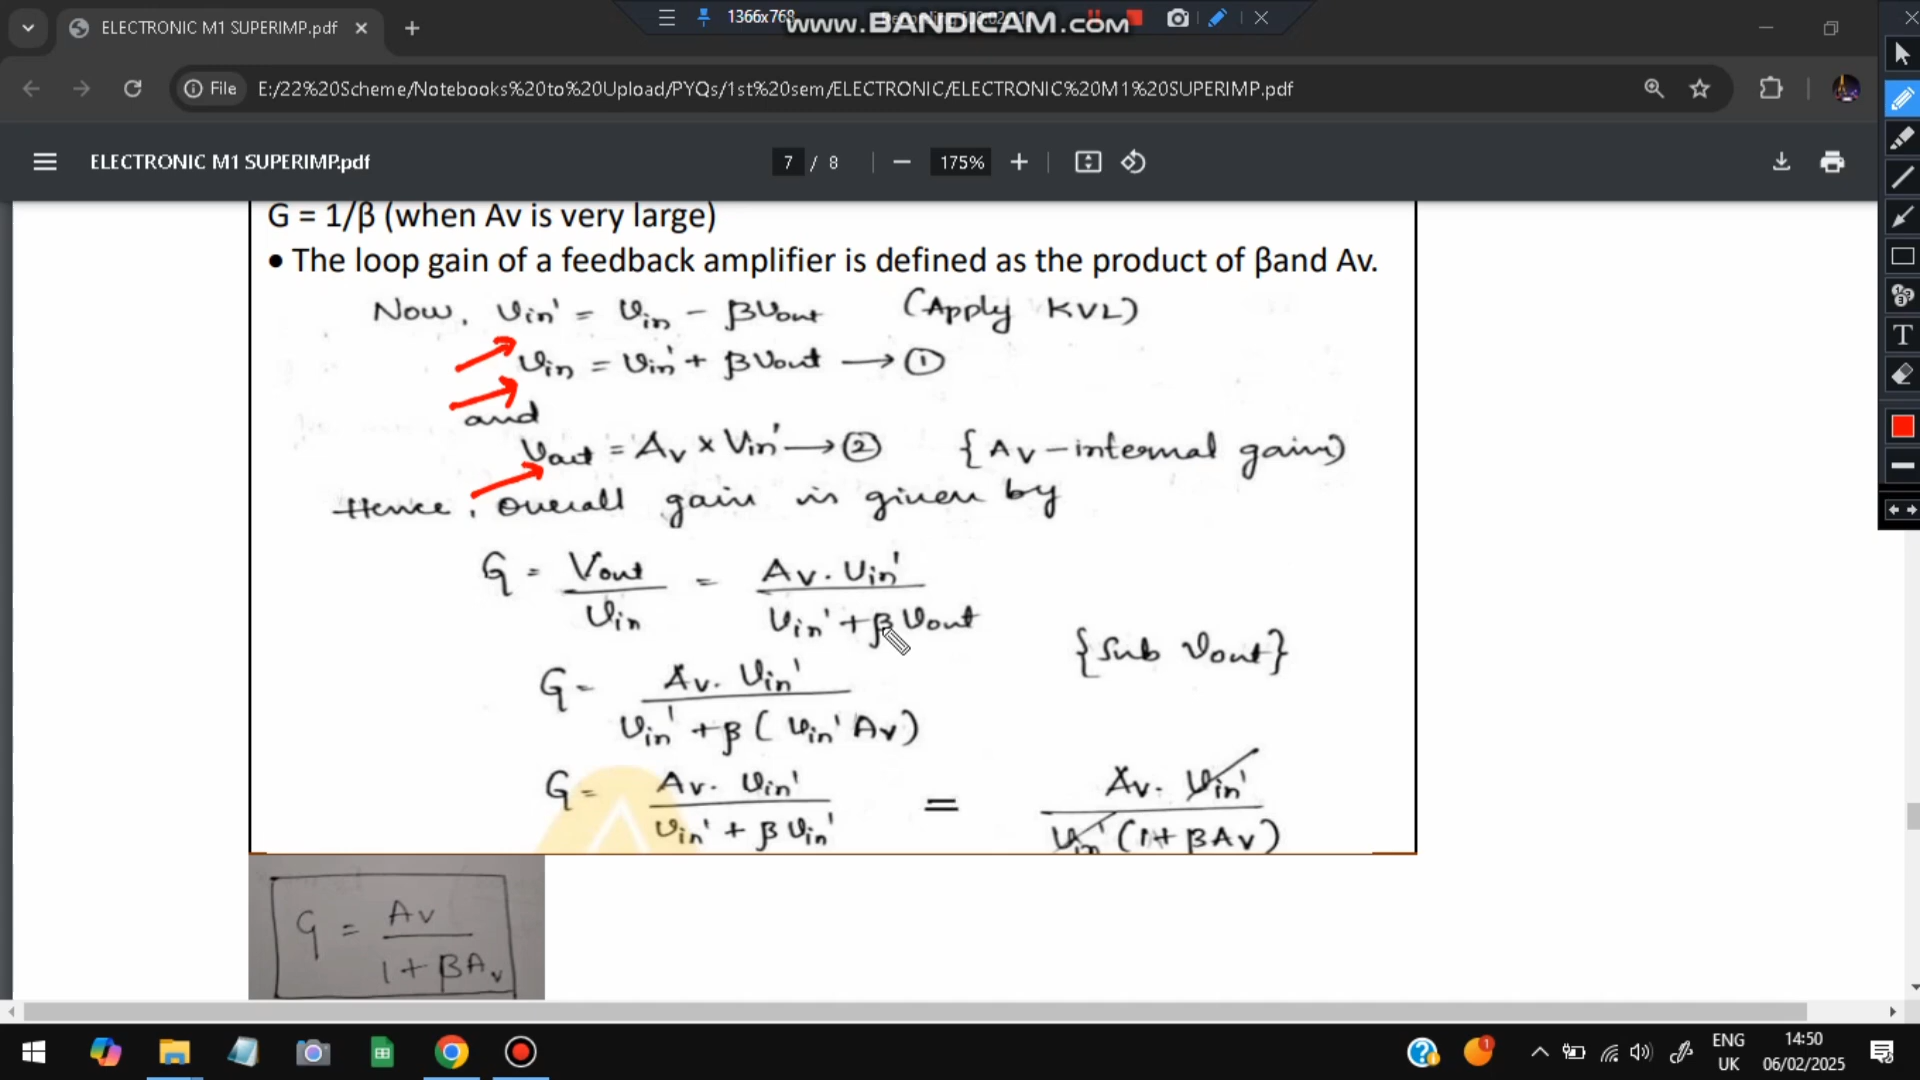 ELECTRONIC M1 SUPERIMP.pdf
1366x768
www.BANDICAM.com
File
E:/22%20Scheme/Notebooks%20to%20Upload/PYQs/1st%20sem/ELECTRONIC/ELECTRONIC%20M1%20SUPERIMP.pdf
ELECTRONIC M1 SUPERIMP.pdf
7 / 8
175%
G = 1/β (when Av is very large)
• The loop gain of a feedback amplifier is defined as the product of βand Av.
Now, Vin' = Vin - βVout (Apply KVL)
Vin = Vin' + βVout → ①
and
Vout = Av × Vin' → ② {Av - internal gain}
Hence, overall gain is given by
G = Vout / Vin = Av. Vin' / Vin' + βVout
{Sub Vout}
G = Av. Vin' / Vin' + β ( Vin' Av)
G = Av. Vin' / Vin' + β Vin' = Av. Vin' / Vin' (1+ βAv)
G = Av / 1 + βAv
ENG
UK
14:50
06/02/2025
1